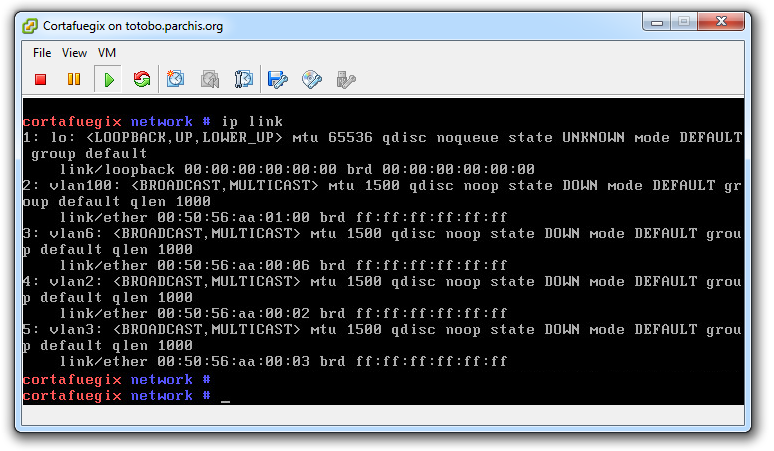 Cortafuegix on totobo.parchis.org
File View VM
cortafuegix network # ip link
1: lo: <LOOPBACK,UP,LOWER_UP> mtu 65536 qdisc noqueue state UNKNOWN mode DEFAULT
 group default
    link/loopback 00:00:00:00:00:00 brd 00:00:00:00:00:00
2: vlan100: <BROADCAST,MULTICAST> mtu 1500 qdisc noop state DOWN mode DEFAULT gr
oup default qlen 1000
    link/ether 00:50:56:aa:01:00 brd ff:ff:ff:ff:ff:ff
3: vlan6: <BROADCAST,MULTICAST> mtu 1500 qdisc noop state DOWN mode DEFAULT grou
p default qlen 1000
    link/ether 00:50:56:aa:00:06 brd ff:ff:ff:ff:ff:ff
4: vlan2: <BROADCAST,MULTICAST> mtu 1500 qdisc noop state DOWN mode DEFAULT grou
p default qlen 1000
    link/ether 00:50:56:aa:00:02 brd ff:ff:ff:ff:ff:ff
5: vlan3: <BROADCAST,MULTICAST> mtu 1500 qdisc noop state DOWN mode DEFAULT grou
p default qlen 1000
    link/ether 00:50:56:aa:00:03 brd ff:ff:ff:ff:ff:ff
cortafuegix network #
cortafuegix network # _